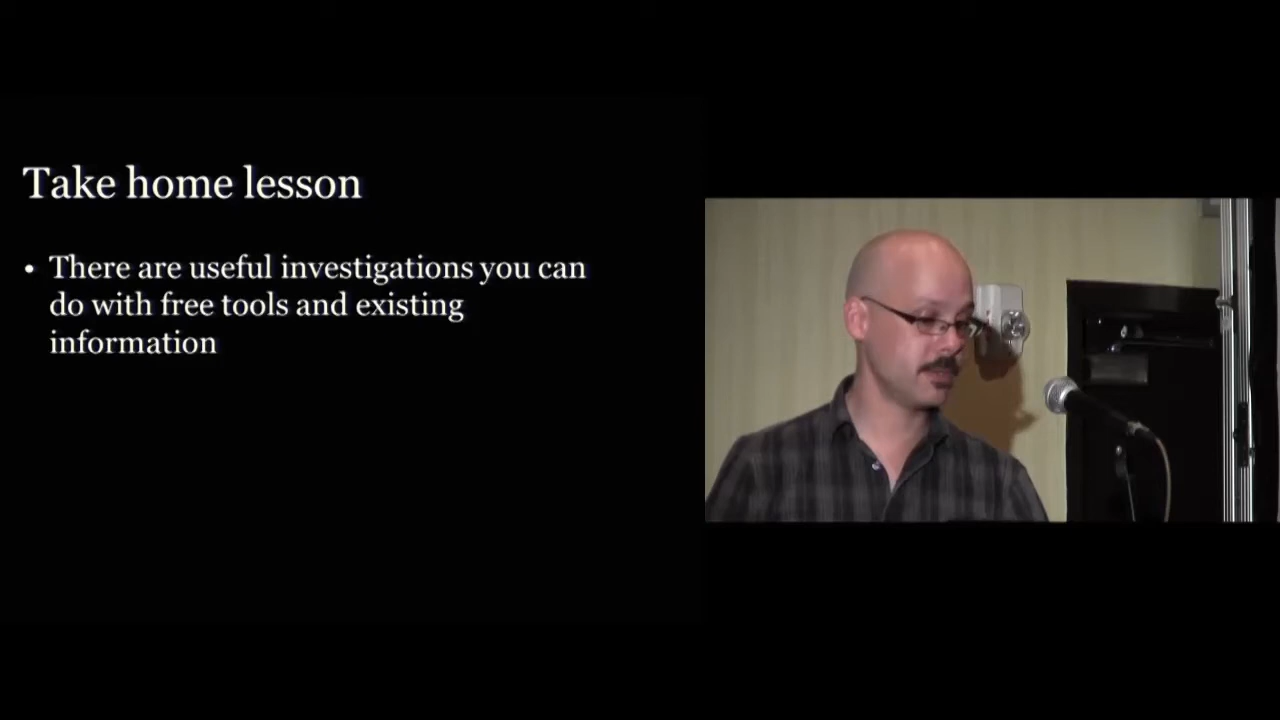 Take home lesson
• There are useful investigations you can
do with free tools and existing
information